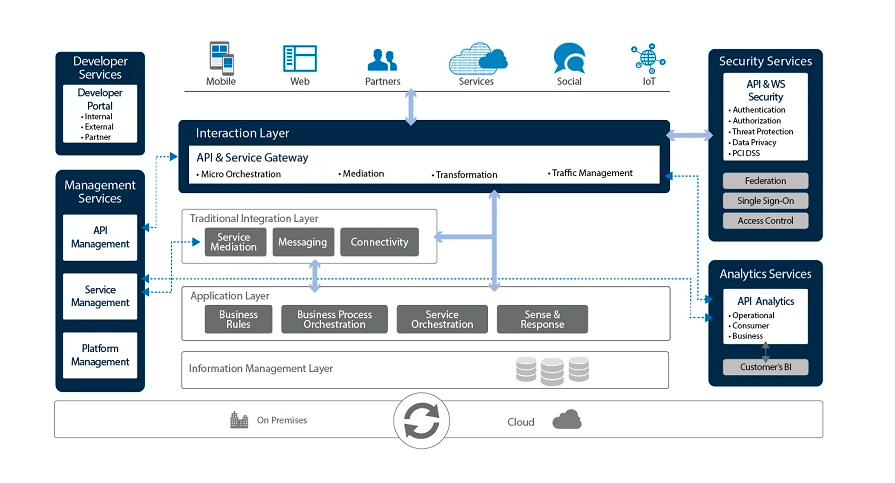 Developer
Services
Developer
Portal
• Internal
• External
• Partner
Management
Services
API
Management
Service
Management
Platform
Management
Mobile
Web
Partners
Services
Social
IoT
Interaction Layer
API & Service Gateway
• Micro Orchestration
• Mediation
• Transformation
• Traffic Management
Traditional Integration Layer
Service
Mediation
Messaging
Connectivity
Application Layer
Business
Rules
Business Process
Orchestration
Service
Orchestration
Sense &
Response
Information Management Layer
Security Services
API & WS
Security
• Authentication
• Authorization
• Threat Protection
• Data Privacy
• PCI DSS
Federation
Single Sign-On
Access Control
Analytics Services
API Analytics
• Operational
• Consumer
• Business
Customer's BI
On Premises
Cloud